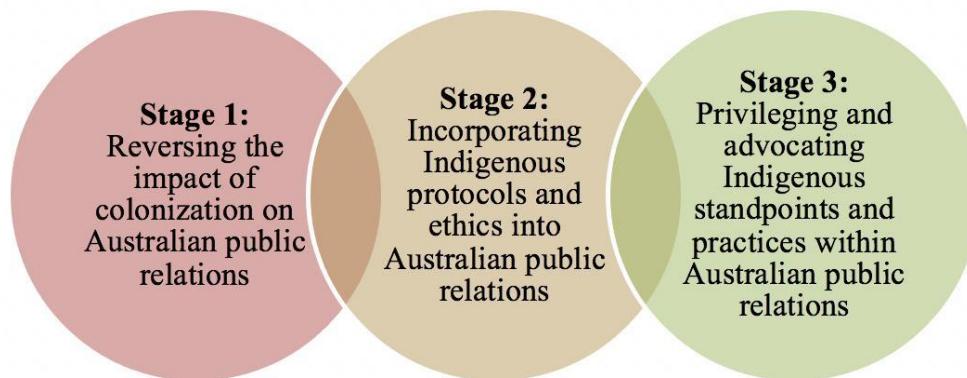 Stage 1:
Reversing the
impact of
colonization on
Australian public
relations
Stage 2:
Incorporating
Indigenous
protocols and
ethics into
Australian public
relations
Stage 3:
Privileging and
advocating
Indigenous
standpoints and
practices within
Australian public
relations